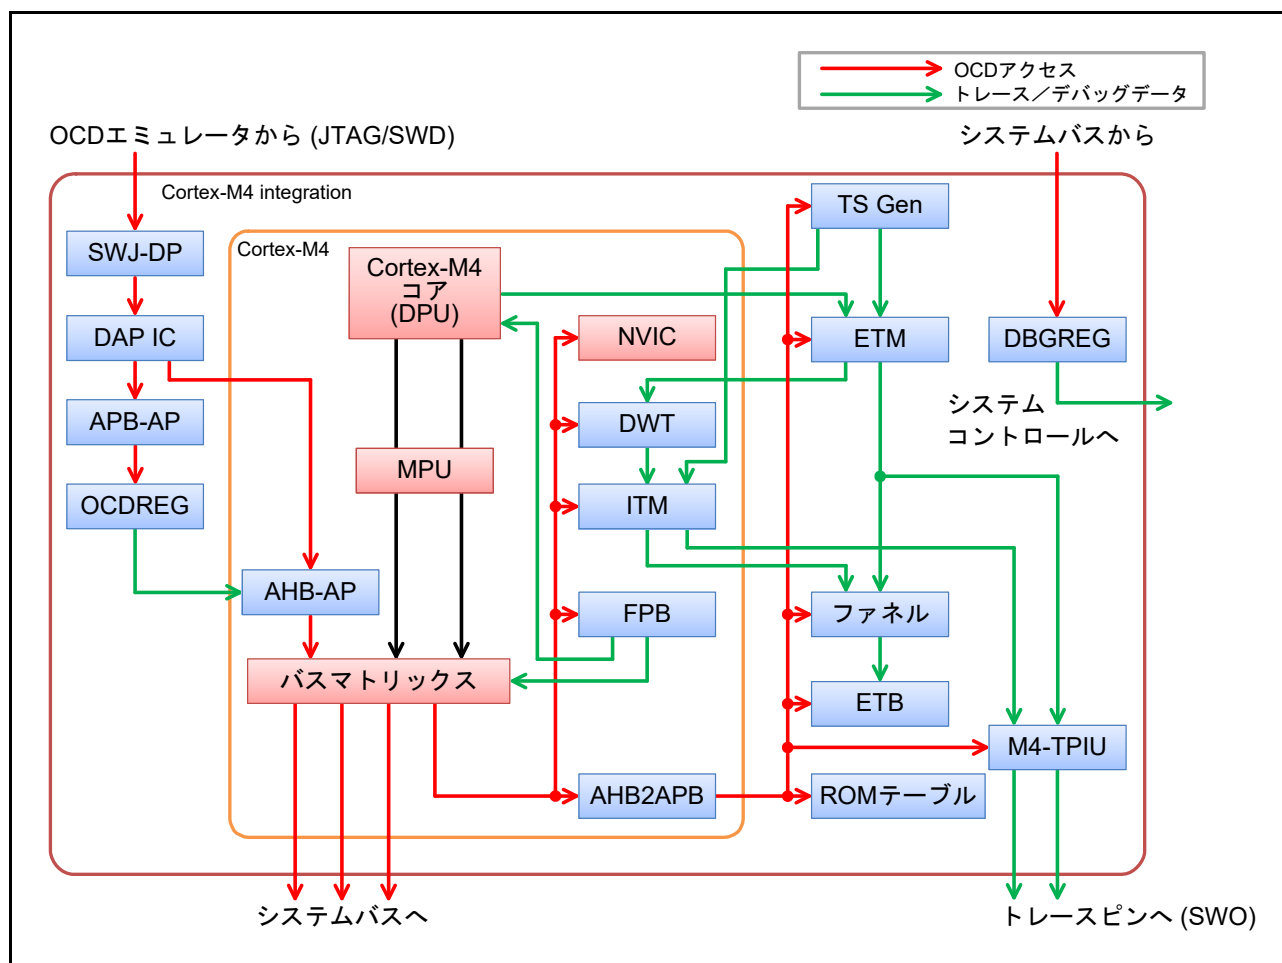 OCDアクセス
トレース／デバッグデータ
OCDエミュレータから (JTAG/SWD)
システムバスから
Cortex-M4 integration
TS Gen
SWJ-DP
Cortex-M4
Cortex-M4
コア
(DPU)
DAP IC
NVIC
ETM
DBGREG
APB-AP
DWT
システム
コントロールへ
MPU
OCDREG
ITM
AHB-AP
FPB
ファネル
バスマトリックス
ETB
M4-TPIU
AHB2APB
ROMテーブル
システムバスへ
トレースピンへ (SWO)